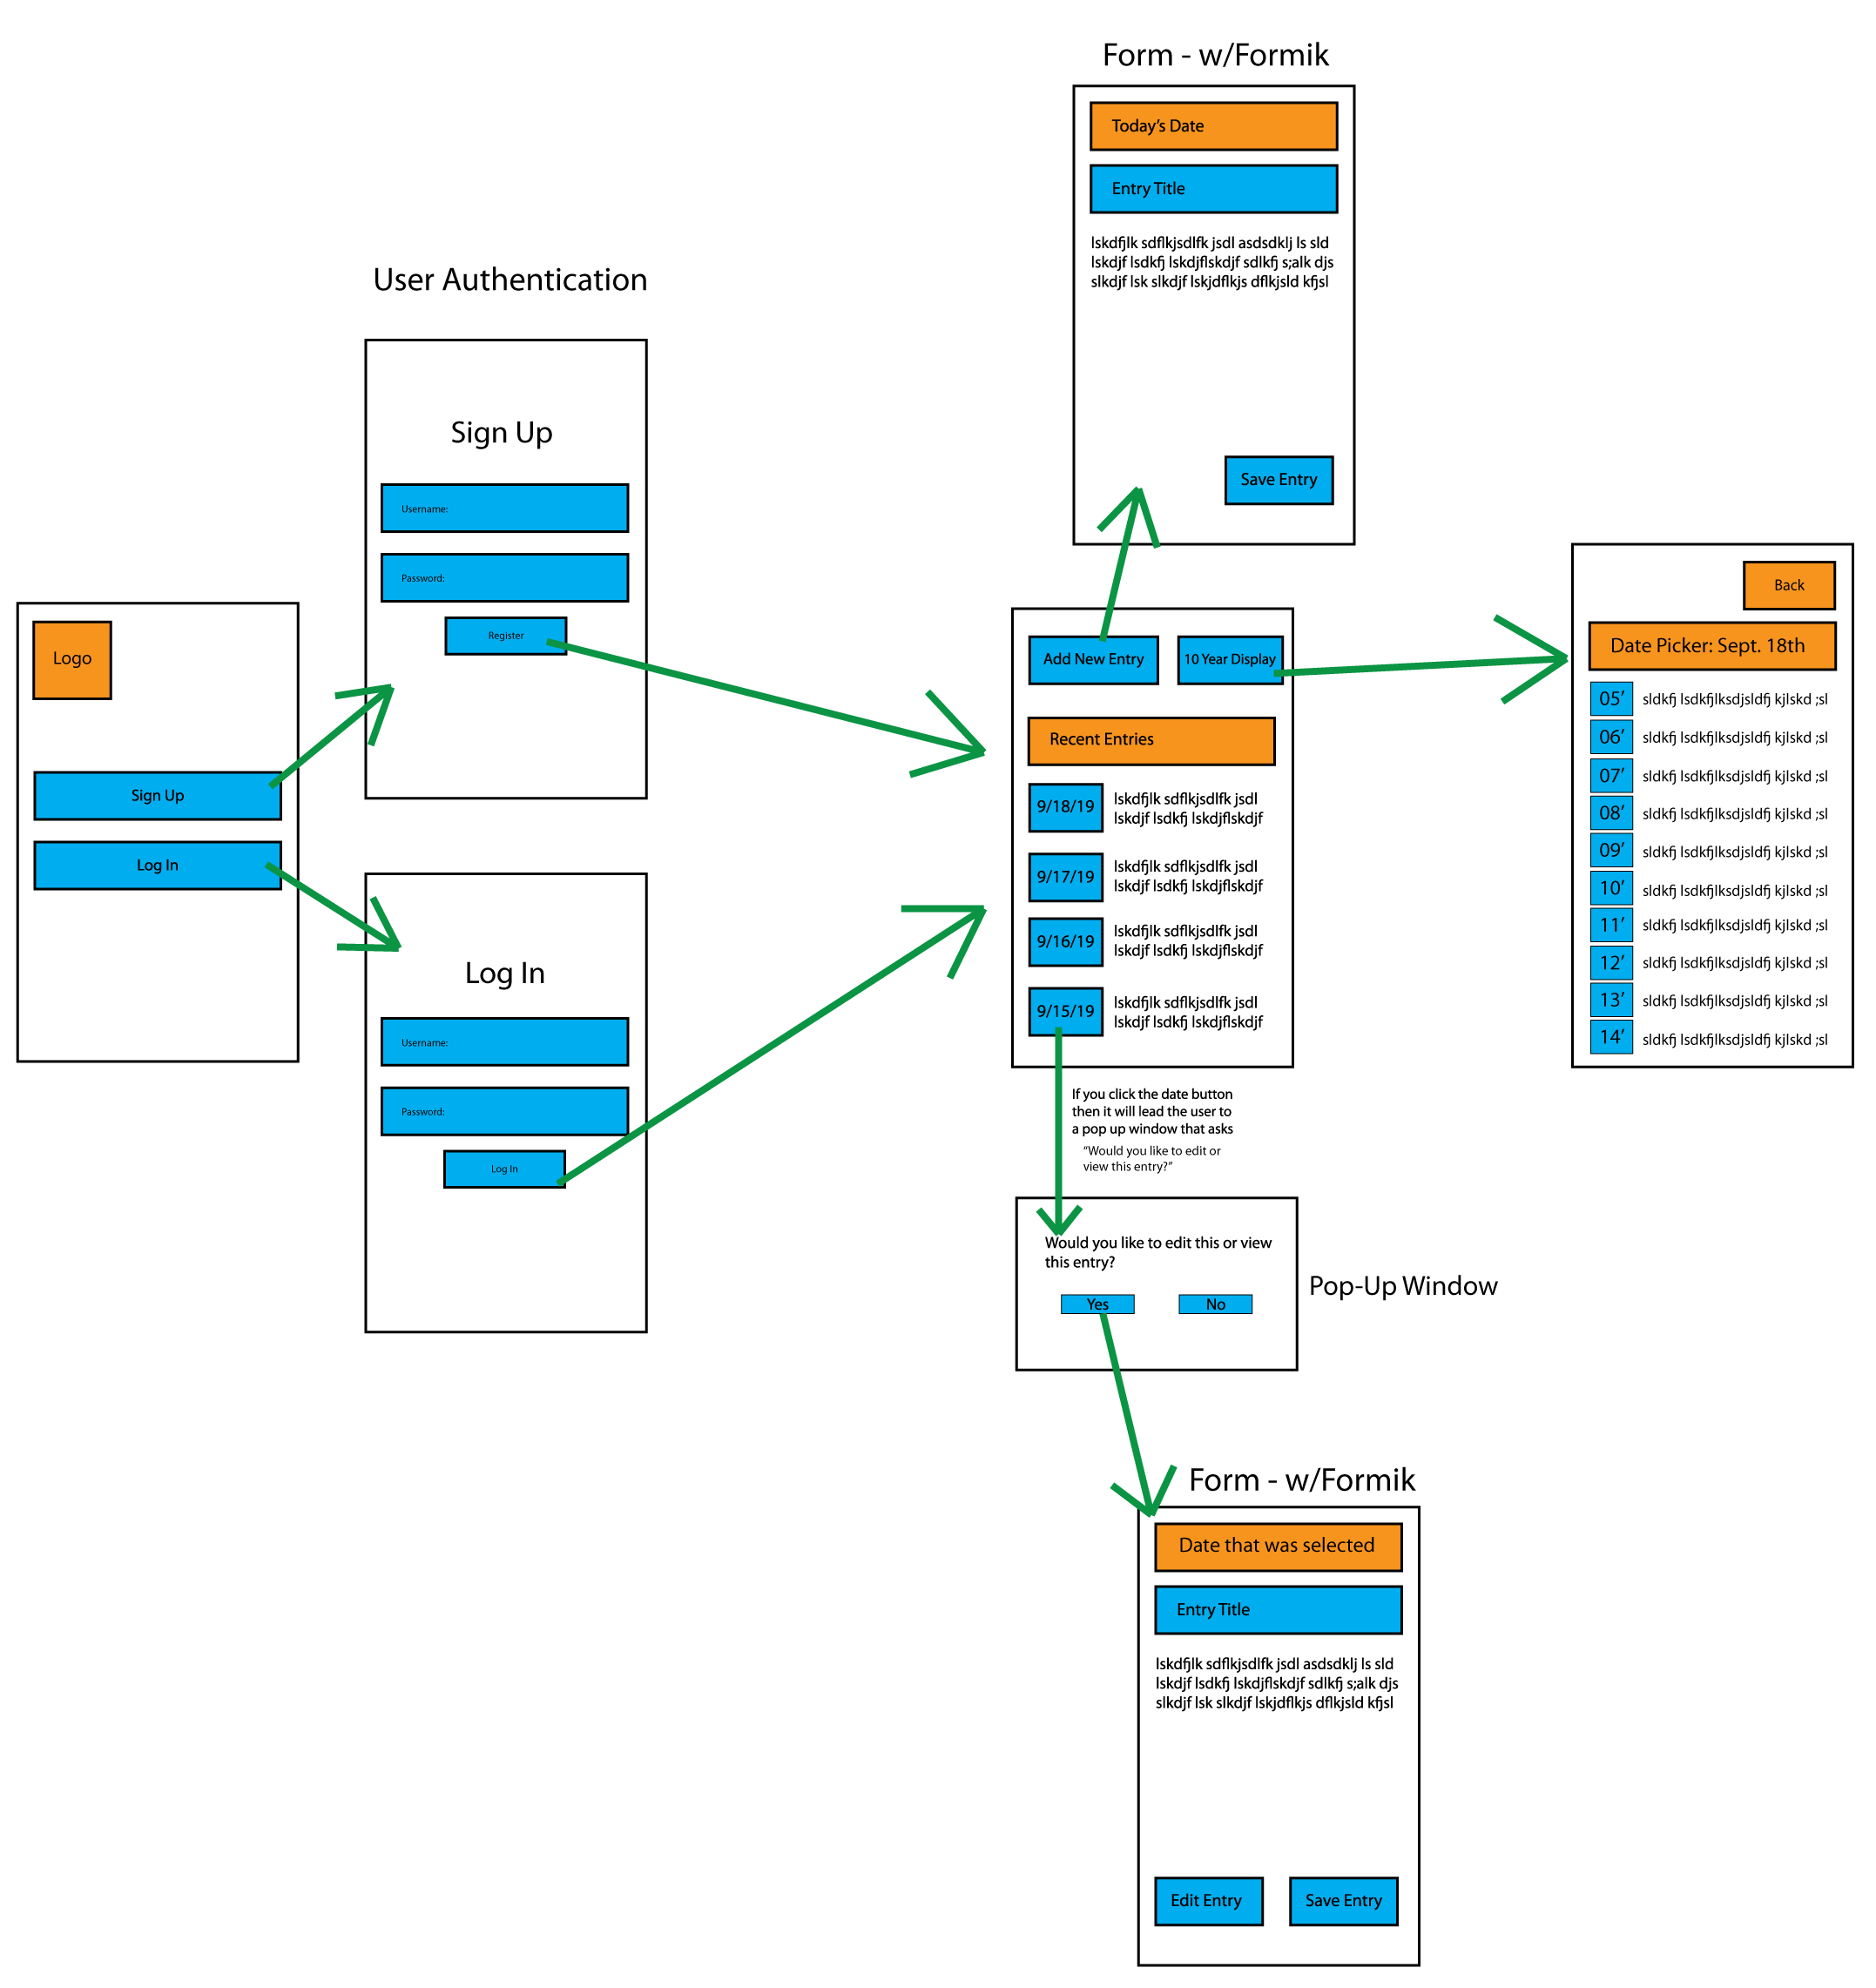 Form - w/Formik
Today's Date
Entry Title
lskdfjlk sdflkjsdlfk jsdl asdsdklj ls sld
lskdjf lsdkfj lskdjflskdjf sdlkfj s;alk djs
slkdjf lsk slkdjf lskjdflkjs dflkjsld kfjsl
Save Entry
User Authentication
Sign Up
Username:
Password:
Register
Logo
Sign Up
Log In
Log In
Username:
Password:
Log In
Add New Entry
10 Year Display
Recent Entries
9/18/19
lskdfjlk sdflkjsdlfk jsdl
lskdjf lsdkfj lskdjflskdjf
9/17/19
lskdfjlk sdflkjsdlfk jsdl
lskdjf lsdkfj lskdjflskdjf
9/16/19
lskdfjlk sdflkjsdlfk jsdl
lskdjf lsdkfj lskdjflskdjf
9/15/19
lskdfjlk sdflkjsdlfk jsdl
lskdjf lsdkfj lskdjflskdjf
Back
Date Picker: Sept. 18th
05' sldkfj lsdkfjlksdjsldfj kjlskd ;sl
06' sldkfj lsdkfjlksdjsldfj kjlskd ;sl
07' sldkfj lsdkfjlksdjsldfj kjlskd ;sl
08' sldkfj lsdkfjlksdjsldfj kjlskd ;sl
09' sldkfj lsdkfjlksdjsldfj kjlskd ;sl
10' sldkfj lsdkfjlksdjsldfj kjlskd ;sl
11' sldkfj lsdkfjlksdjsldfj kjlskd ;sl
12' sldkfj lsdkfjlksdjsldfj kjlskd ;sl
13' sldkfj lsdkfjlksdjsldfj kjlskd ;sl
14' sldkfj lsdkfjlksdjsldfj kjlskd ;sl
If you click the date button
then it will lead the user to
a pop up window that asks
"Would you like to edit or
view this entry?"
Would you like to edit this or view
this entry?
Yes
No
Pop-Up Window
Form - w/Formik
Date that was selected
Entry Title
lskdfjlk sdflkjsdlfk jsdl asdsdklj ls sld
lskdjf lsdkfj lskdjflskdjf sdlkfj s;alk djs
slkdjf lsk slkdjf lskjdflkjs dflkjsld kfjsl
Edit Entry
Save Entry